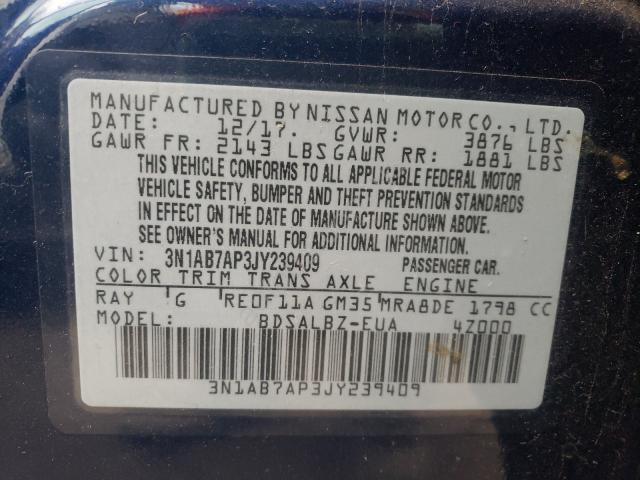 MANUFACTURED BY NISSAN MOTOR CO., LTD.
DATE: 12/17. GVWR: 3876 LBS
GAWR FR: 2143 LBS GAWR RR: 1881 LBS
THIS VEHICLE CONFORMS TO ALL APPLICABLE FEDERAL MOTOR
VEHICLE SAFETY, BUMPER AND THEFT PREVENTION STANDARDS
IN EFFECT ON THE DATE OF MANUFACTURE SHOWN ABOVE.
SEE OWNER'S MANUAL FOR ADDITIONAL INFORMATION.
VIN: 3N1AB7AP3JY239409 PASSENGER CAR.
COLOR TRIM TRANS AXLE ENGINE
RAY G RE0F11A GM35 MRA8DE 1798 CC
MODEL: BDSALBZ-EUA 4Z000
3N1AB7AP3JY239409